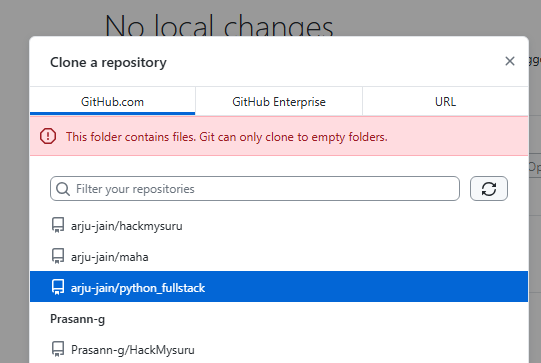 No local changes
Clone a repository
GitHub.com
GitHub Enterprise
URL
This folder contains files. Git can only clone to empty folders.
Filter your repositories
arju-jain/hackmysuru
arju-jain/maha
arju-jain/python_fullstack
Prasann-g
Prasann-g/HackMysuru